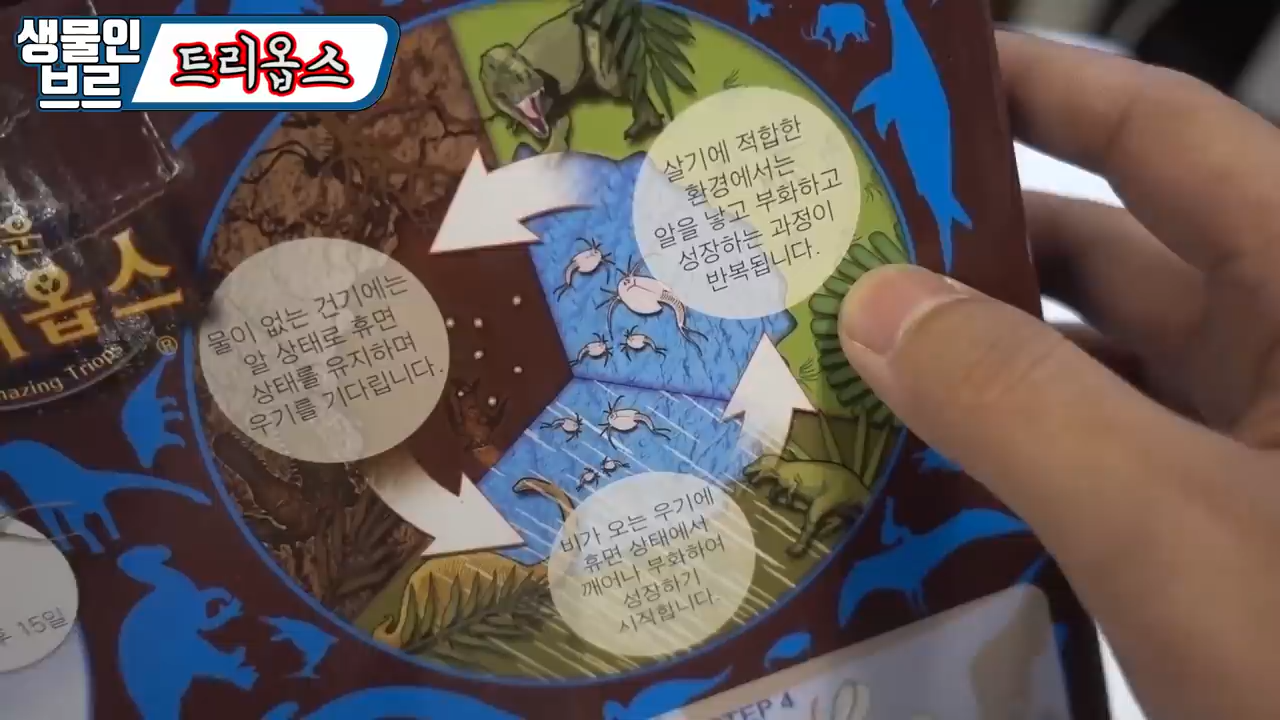 생물인
브르
트리옵스
살기에 적합한
환경에서는
알을 낳고 부화하고
성장하는 과정이
반복됩니다.
물이 없는 건기에는
알 상태로 휴면
상태를 유지하며
우기를 기다립니다.
비가 오는 우기에
휴면 상태에서
깨어나 부화하여
성장하기
시작합니다.
운
리옵스
®
mazing Triops
후 15일
STEP 4